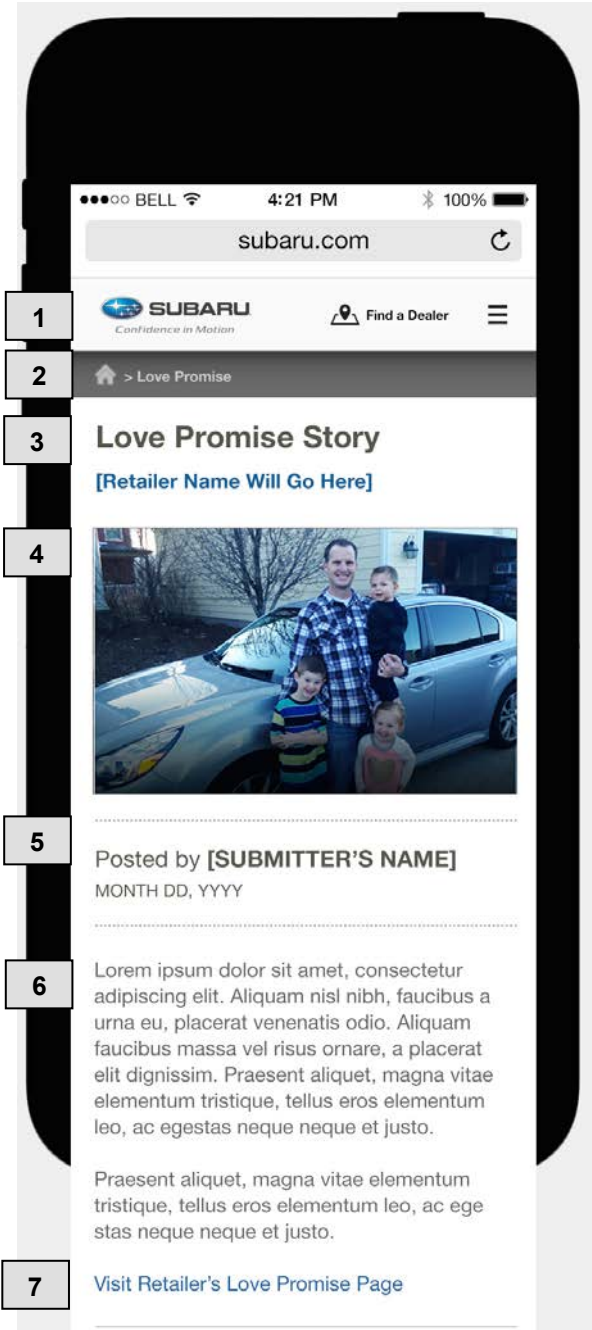 BELL 4:21 PM 100%
subaru.com
1
SUBARU
Confidence in Motion
Find a Dealer
2
> Love Promise
3
Love Promise Story
[Retailer Name Will Go Here]
4
5
Posted by [SUBMITTER'S NAME]
MONTH DD, YYYY
6
Lorem ipsum dolor sit amet, consectetur
adipiscing elit. Aliquam nisl nibh, faucibus a
urna eu, placerat venenatis odio. Aliquam
faucibus massa vel risus ornare, a placerat
elit dignissim. Praesent aliquet, magna vitae
elementum tristique, tellus eros elementum
leo, ac egestas neque neque et justo.
Praesent aliquet, magna vitae elementum
tristique, tellus eros elementum leo, ac ege
stas neque neque et justo.
7
Visit Retailer's Love Promise Page